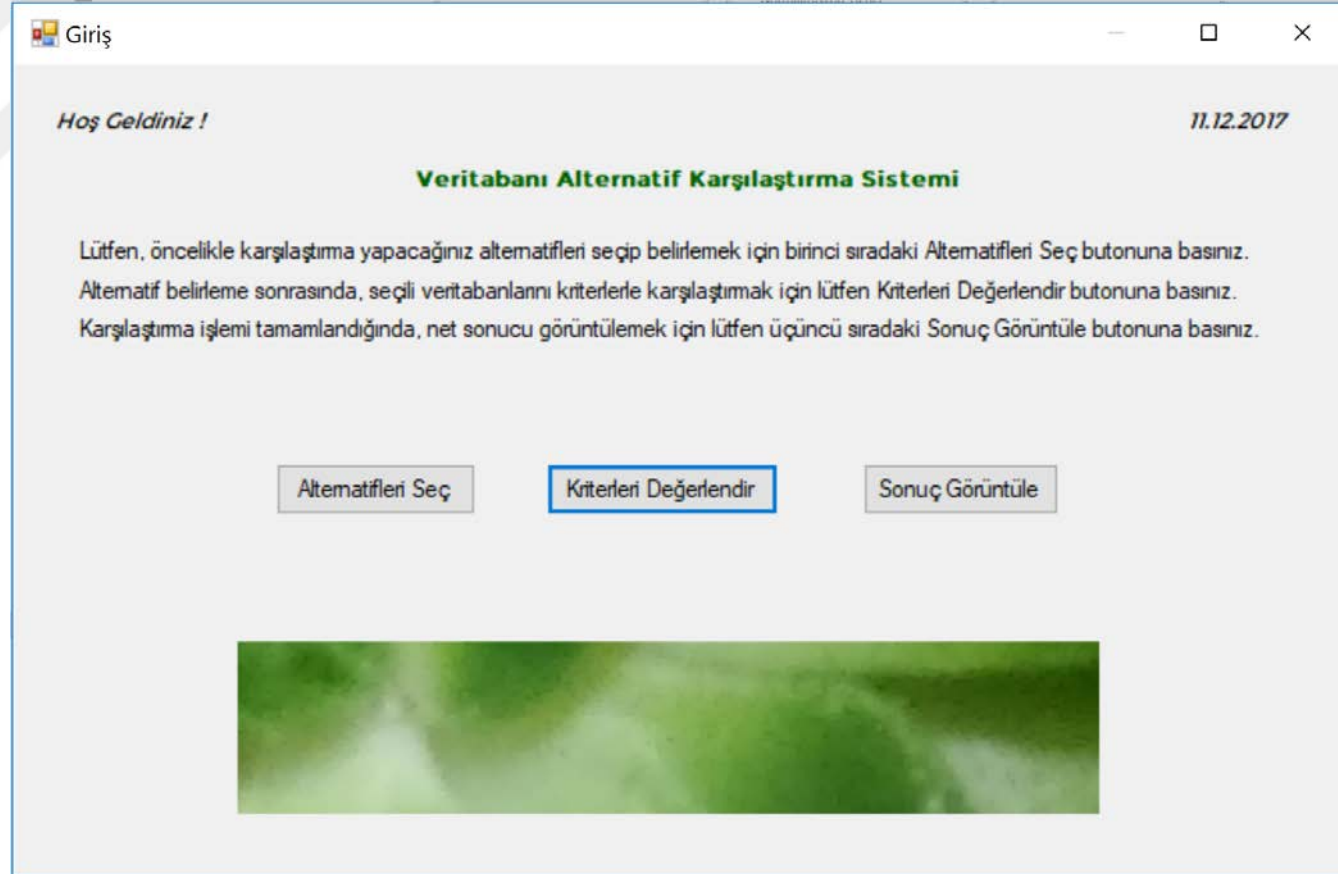 Giriş
Hoş Geldiniz !
11.12.2017
Veritabanı Alternatif Karşılaştırma Sistemi
Lütfen, öncelikle karşılaştırma yapacağınız alternatifleri seçip belirlemek için birinci sıradaki Alternatifleri Seç butonuna basınız.
Alternatif belirleme sonrasında, seçili veritabanlarını kriterlerle karşılaştırmak için lütfen Kriterleri Değerlendir butonuna basınız.
Karşılaştırma işlemi tamamlandığında, net sonucu görüntülemek için lütfen üçüncü sıradaki Sonuç Görüntüle butonuna basınız.
Alternatifleri Seç
Kriterleri Değerlendir
Sonuç Görüntüle